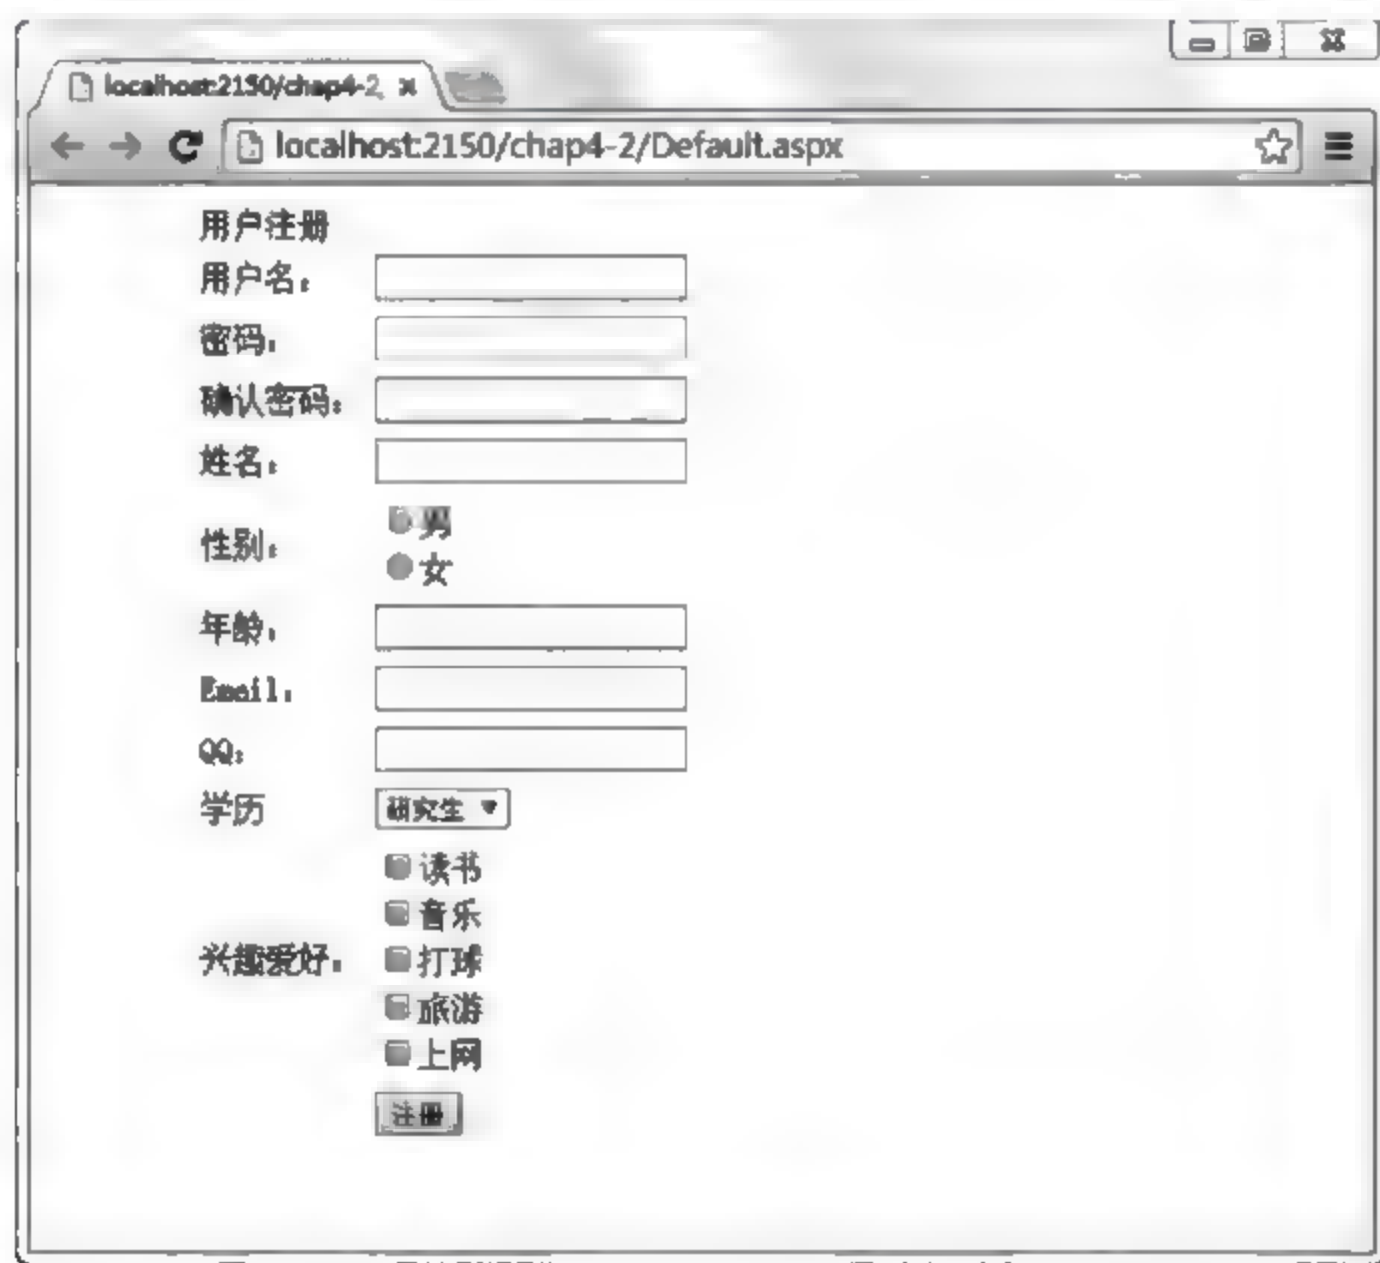 localhost:2150/chap4-2
localhost:2150/chap4-2/Default.aspx
用户注册
用户名：
密码：
确认密码：
姓名：
性别：
男
女
年龄：
Email：
QQ：
学历
研究生
兴趣爱好：
读书
音乐
打球
旅游
上网
注册